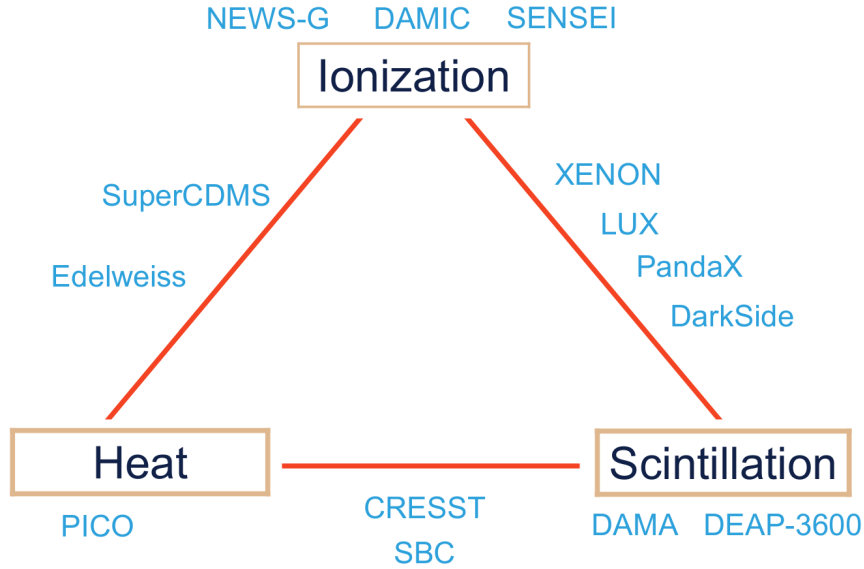 NEWS-G DAMIC SENSEI
Ionization
XENON
SuperCDMS
LUX
PandaX
Edelweiss
DarkSide
Heat
Scintillation
PICO
CRESST
SBC
DAMA DEAP-3600